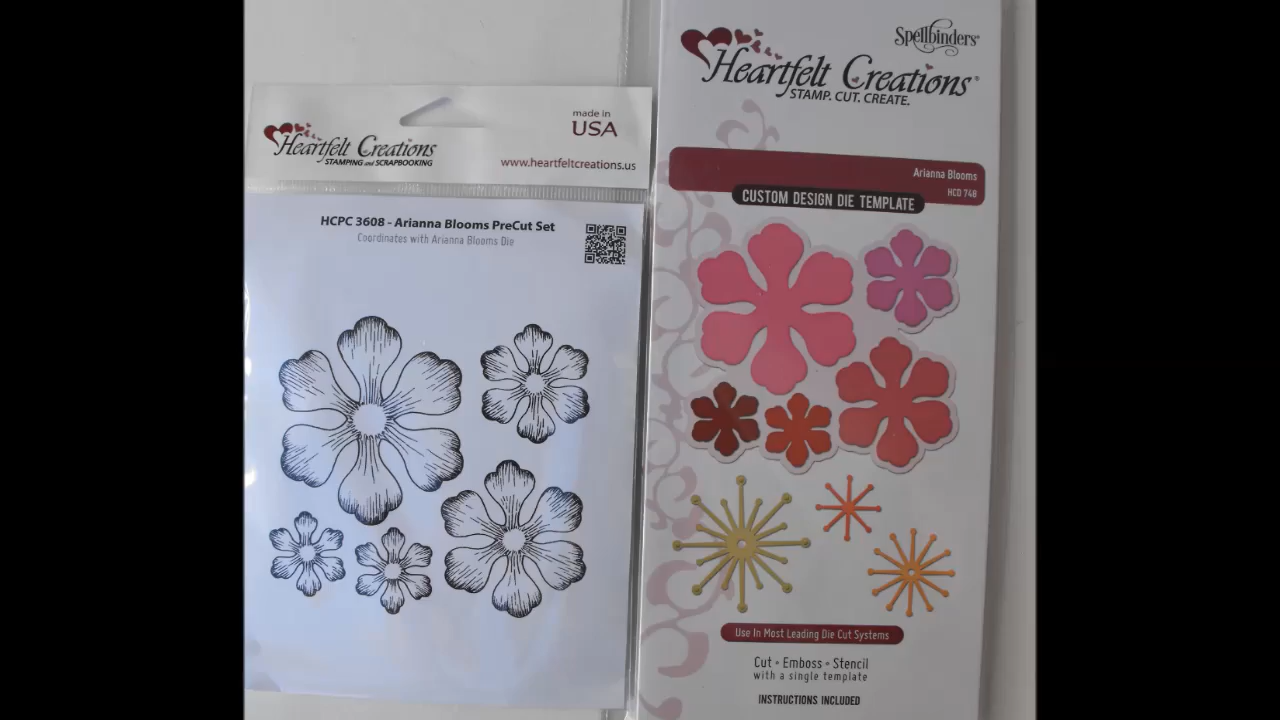 made in
USA
Heartfelt Creations
STAMPING and SCRAPBOOKING
www.heartfeltcreations.us
HCPC 3608 - Arianna Blooms PreCut Set
Coordinates with Arianna Blooms Die
Spellbinders®
Heartfelt Creations®
STAMP. CUT. CREATE.
Arianna Blooms
HCD 748
CUSTOM DESIGN DIE TEMPLATE
Use In Most Leading Die Cut Systems
Cut • Emboss • Stencil
with a single template
INSTRUCTIONS INCLUDED